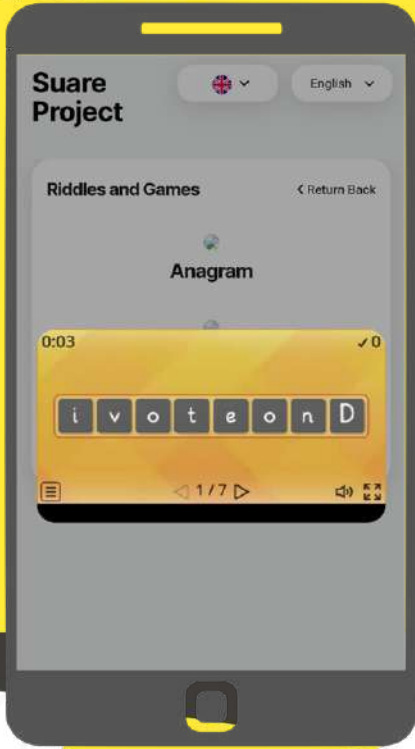 Suare
Project
English
Riddles and Games
Return Back
Anagram
0:03
✓ 0
i v o t e o n D
1 / 7